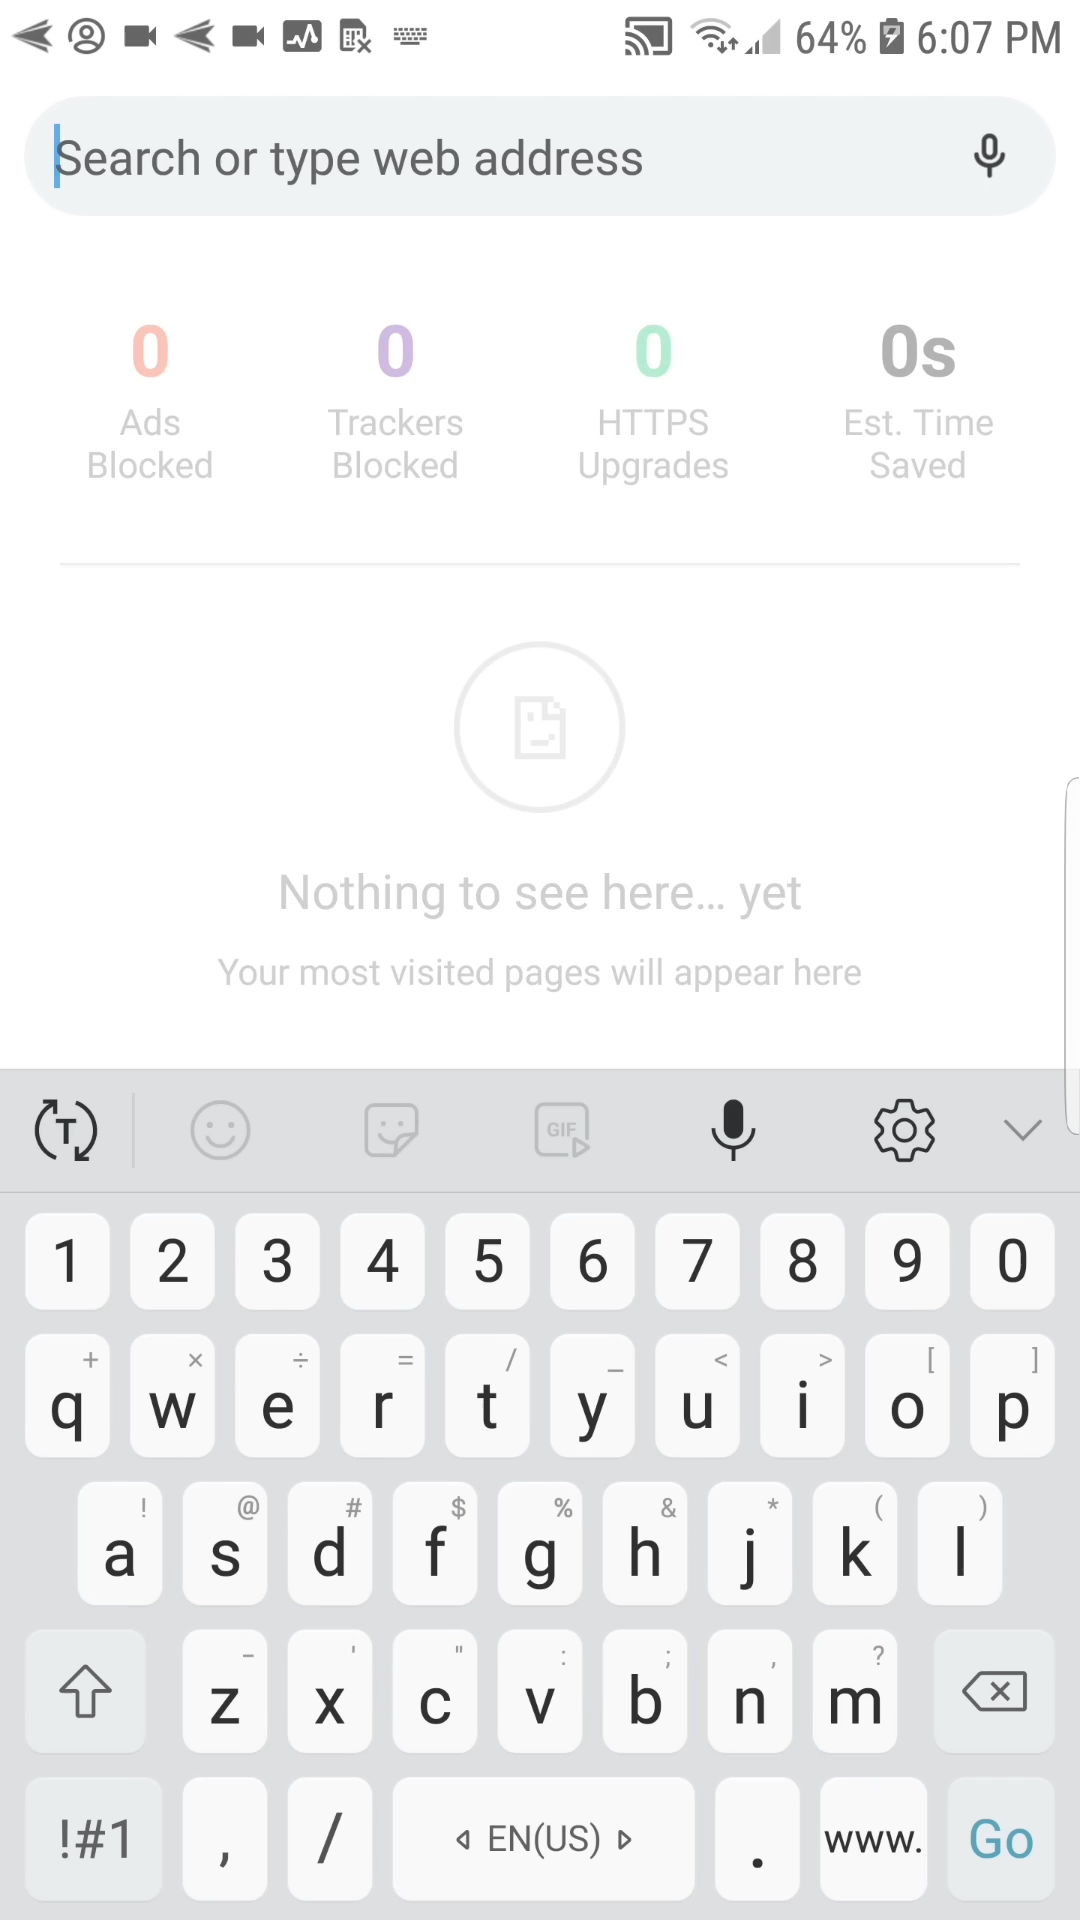 64% 6:07 PM
Search or type web address
0 0 0 0s
Ads Trackers HTTPS Est. Time
Blocked Blocked Upgrades Saved
Nothing to see here... yet
Your most visited pages will appear here
T GIF
1 2 3 4 5 6 7 8 9 0
+ × ÷ = / _ < > [ ]
q w e r t y u i o p
! @ # $ % & * ( )
a s d f g h j k l
- ' " : ; , ?
z x c v b n m
!#1 , / EN(US) . www. Go